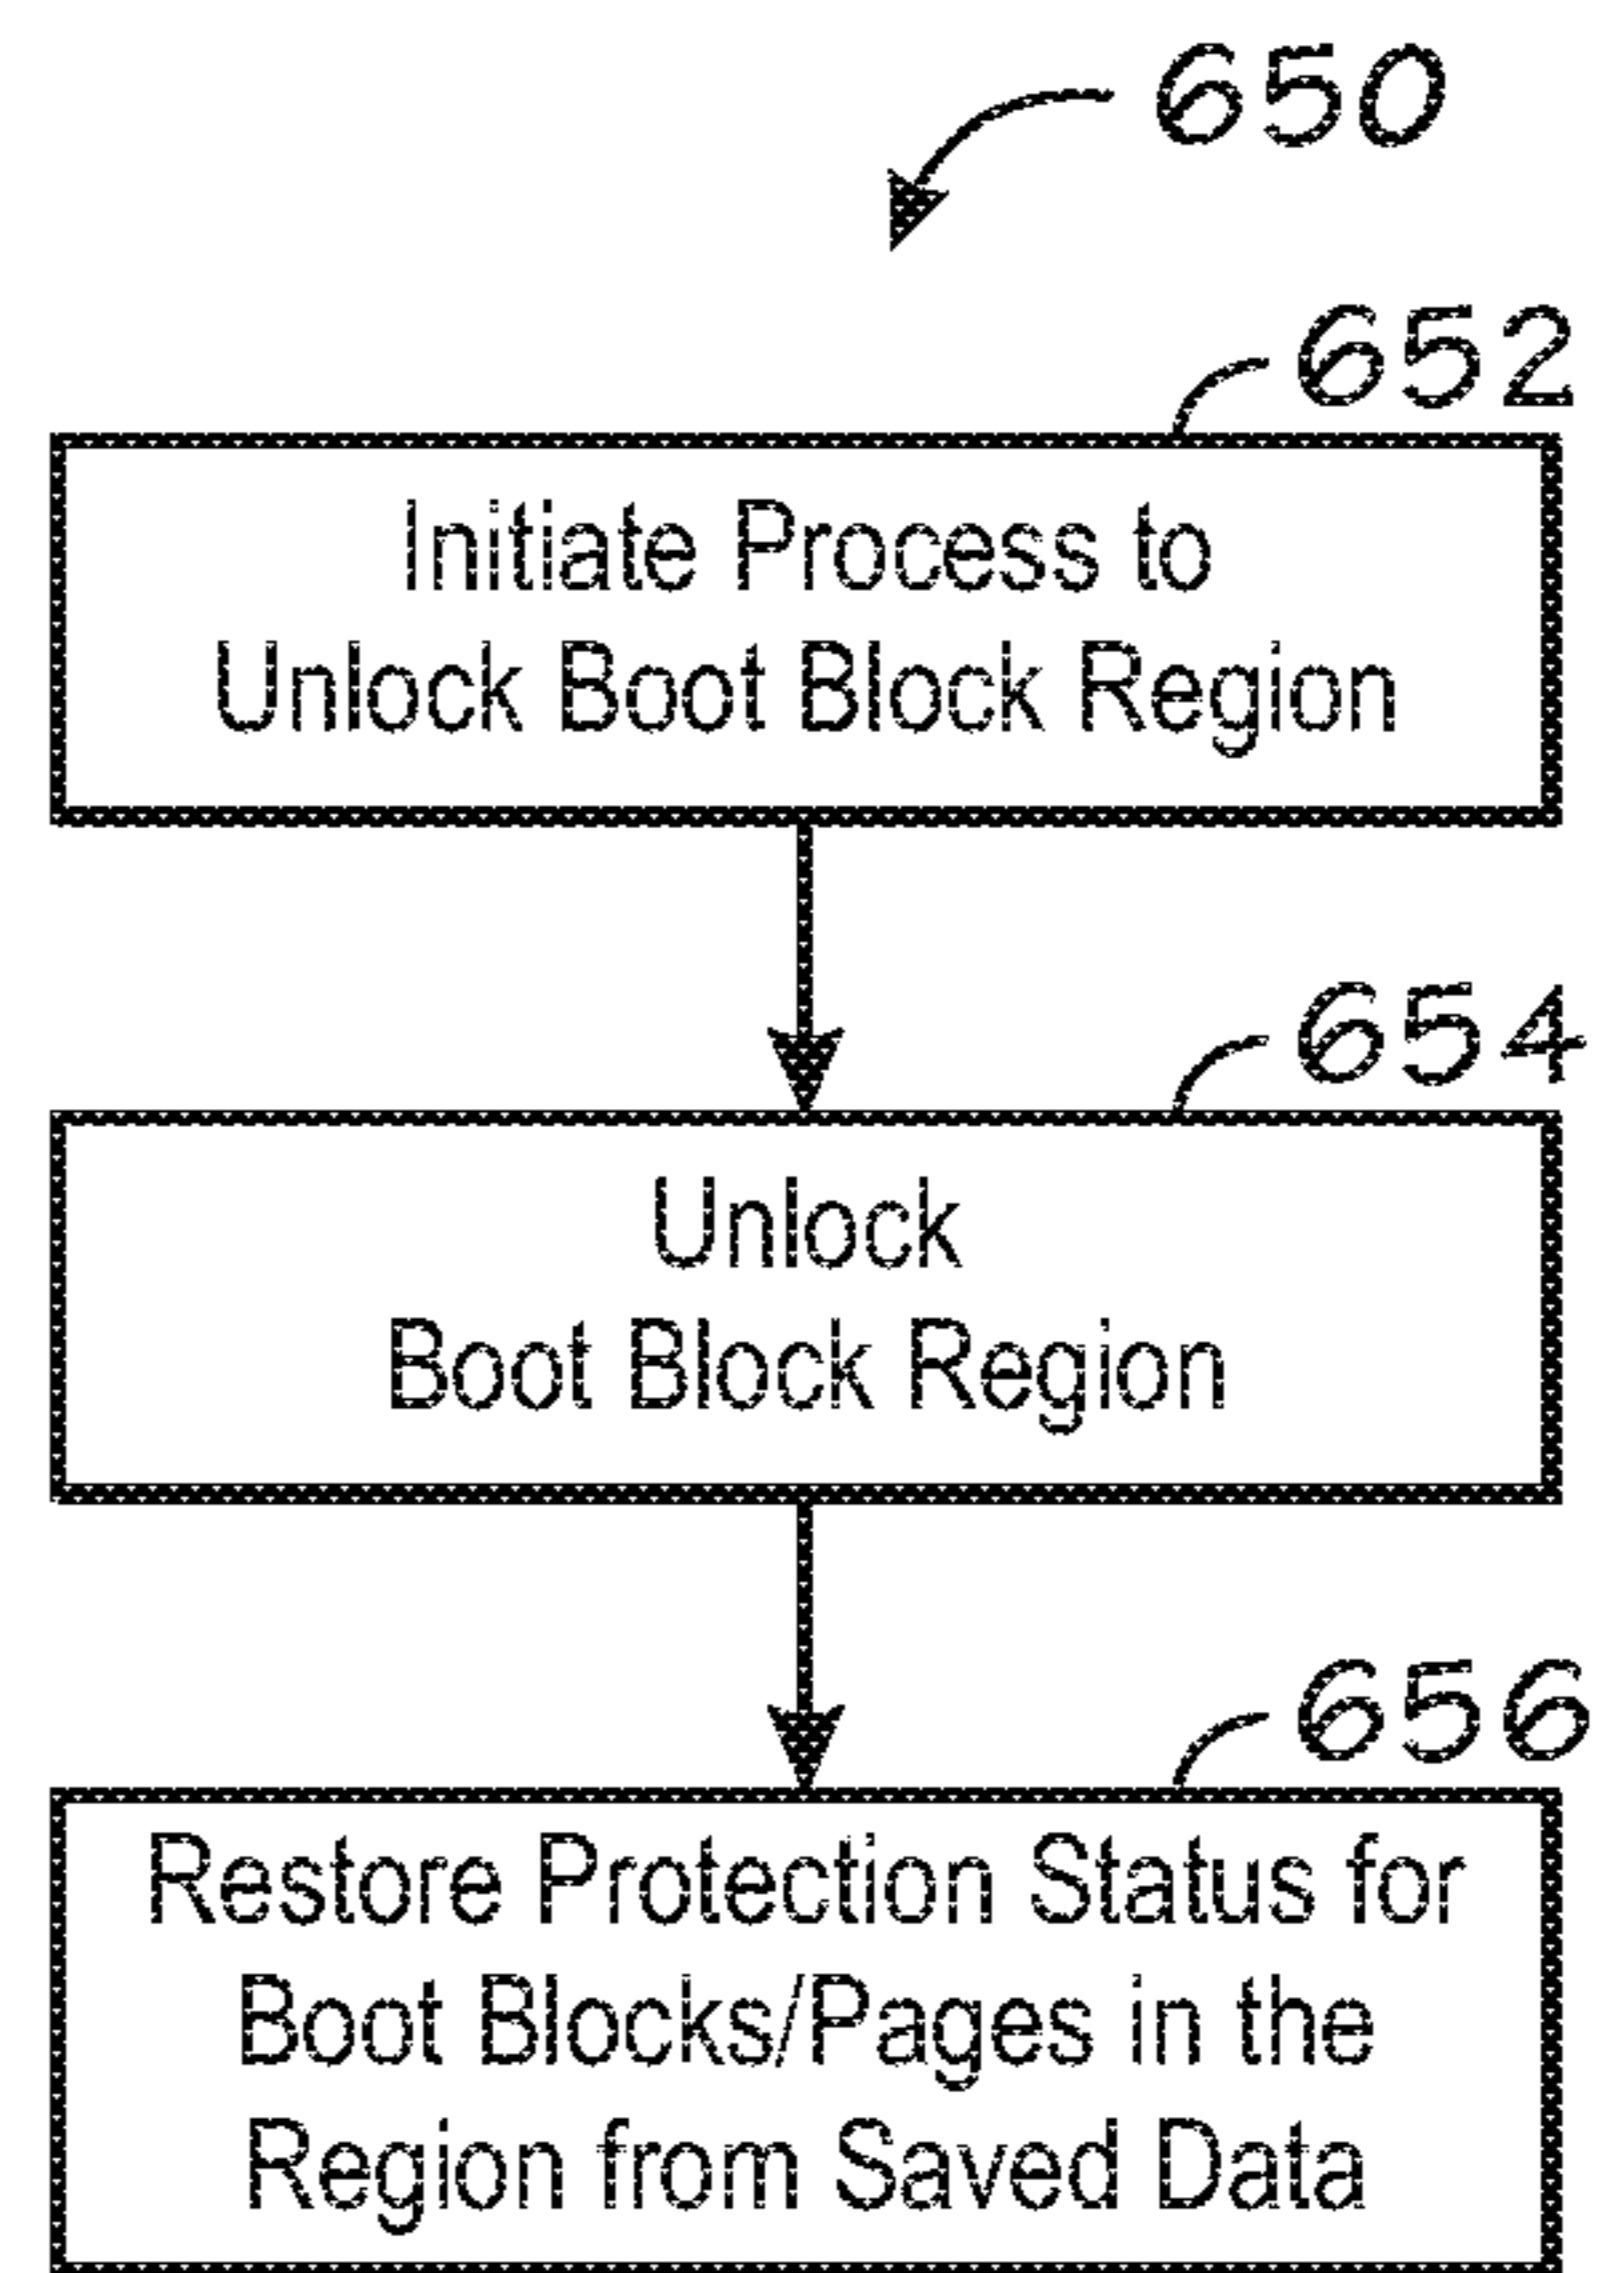 650
652
Initiate Process to
Unlock Boot Block Region
654
Unlock
Boot Block Region
656
Restore Protection Status for
Boot Blocks/Pages in the
Region from Saved Data